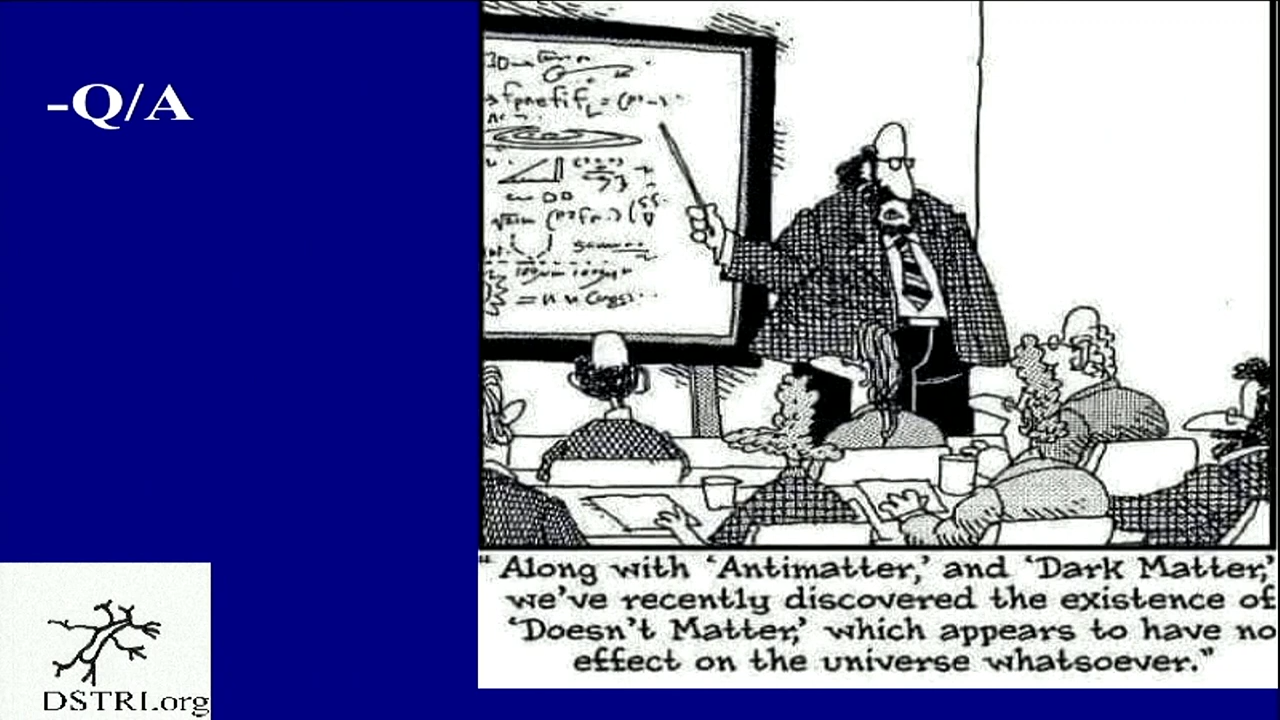 -Q/A
"Along with 'Antimatter,' and 'Dark Matter,'
we've recently discovered the existence of
'Doesn't Matter,' which appears to have no
effect on the universe whatsoever."
DSTRI.org